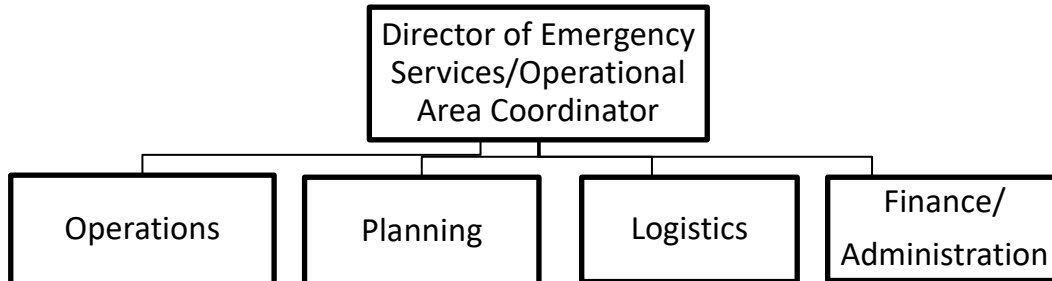 Director of Emergency
Services/Operational
Area Coordinator
Operations
Planning
Logistics
Finance/
Administration